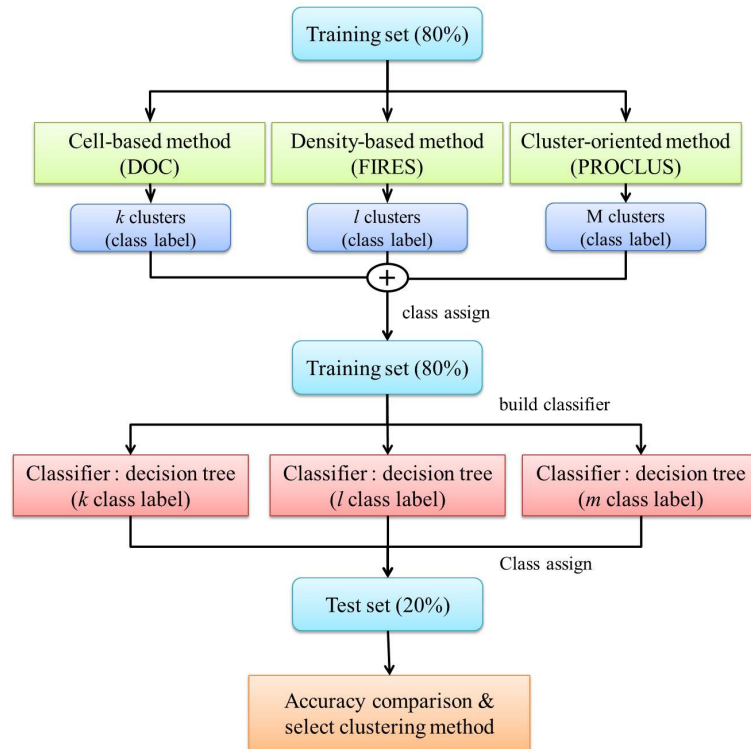 Training set (80%)
Cell-based method
(DOC)
Density-based method
(FIRES)
Cluster-oriented method
(PROCLUS)
k clusters
(class label)
l clusters
(class label)
M clusters
(class label)
+
class assign
Training set (80%)
build classifier
Classifier : decision tree
(k class label)
Classifier : decision tree
(l class label)
Classifier : decision tree
(m class label)
Class assign
Test set (20%)
Accuracy comparison &
select clustering method